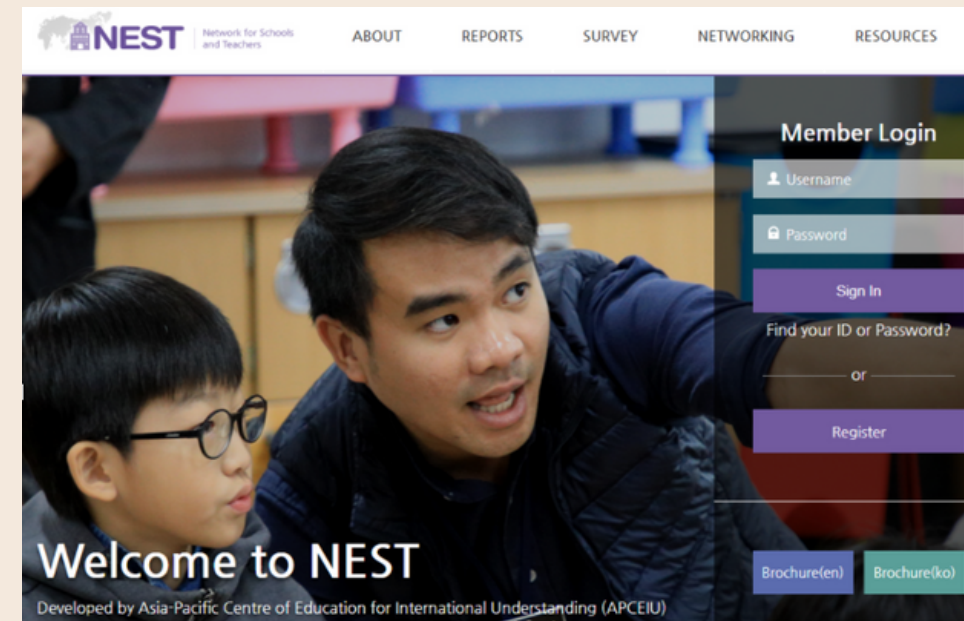 NEST
Network for Schools
and Teachers
ABOUT
REPORTS
SURVEY
NETWORKING
RESOURCES
Member Login
Username
Password
Sign In
Find your ID or Password?
or
Register
Brochure(en)
Brochure(ko)
Welcome to NEST
Developed by Asia-Pacific Centre of Education for International Understanding (APCEIU)